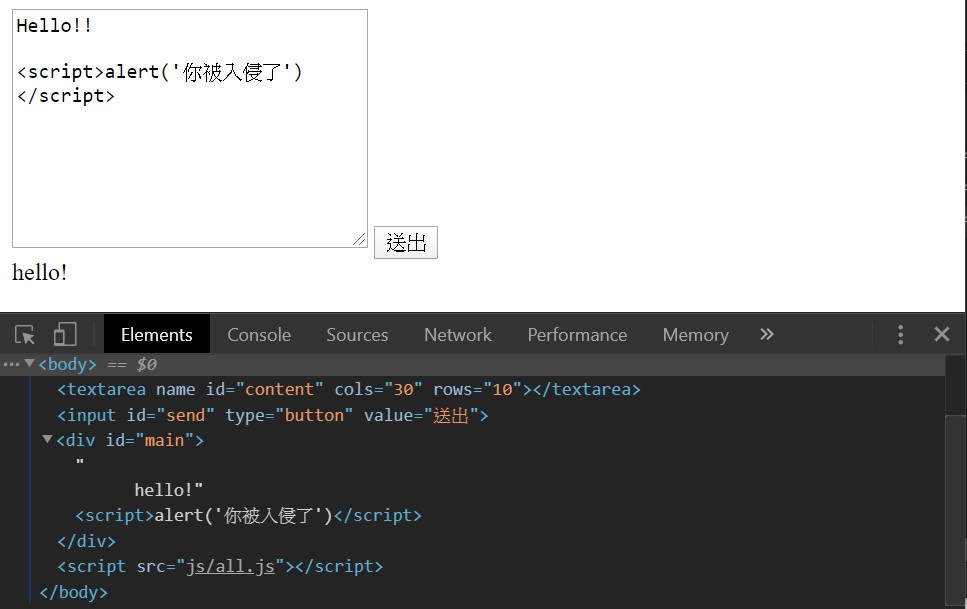 Hello!!
<script>alert('你被入侵了')
</script>
送出
hello!
Elements Console Sources Network Performance Memory »
<body> == $0
<textarea name id="content" cols="30" rows="10"></textarea>
<input id="send" type="button" value="送出">
<div id="main">
"
hello!"
<script>alert('你被入侵了')</script>
</div>
<script src="js/all.js"></script>
</body>